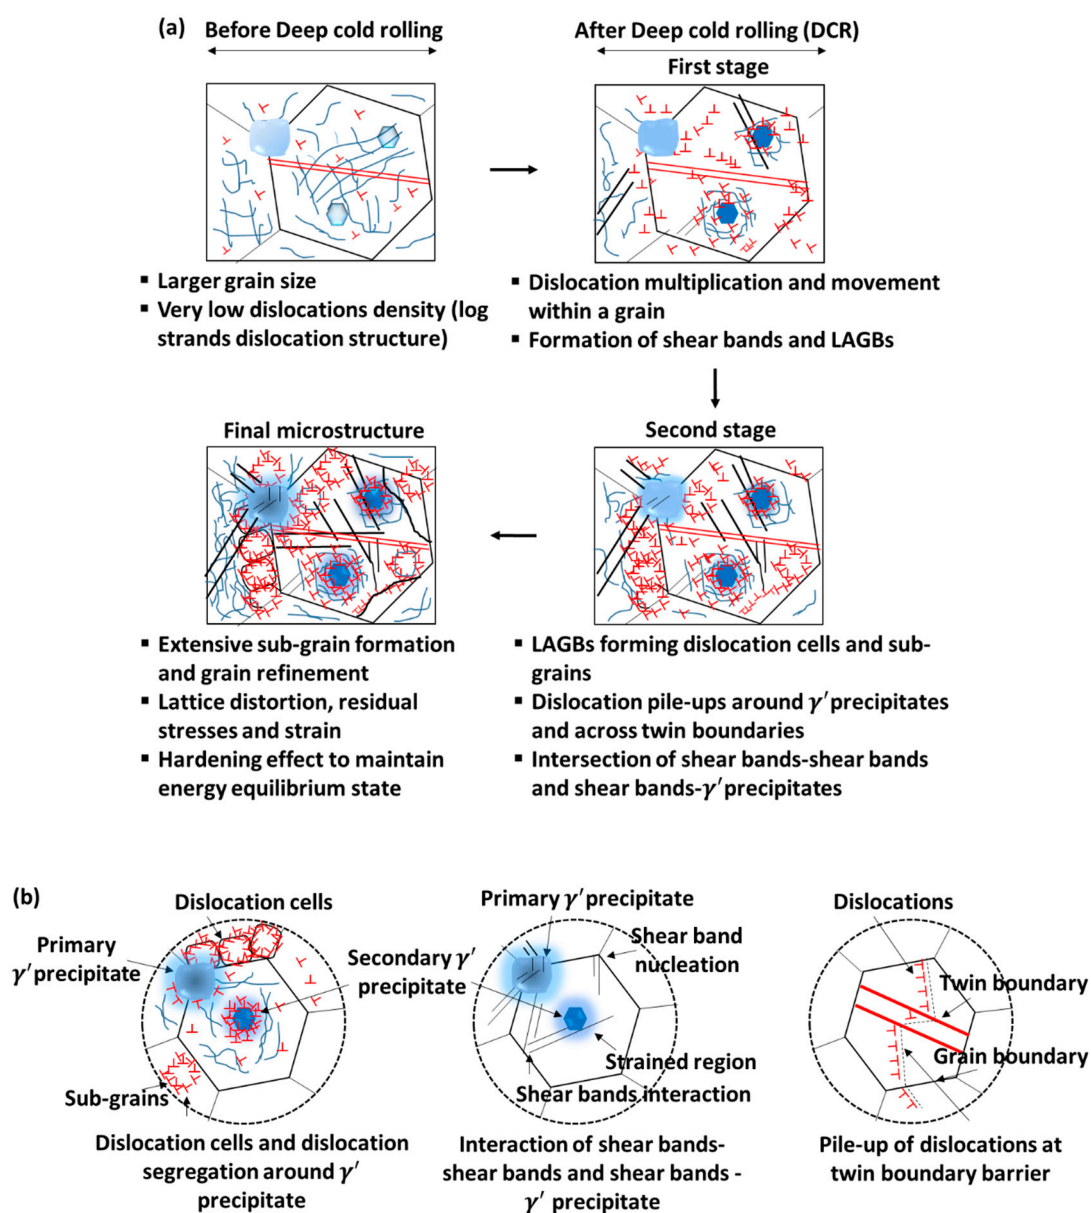 (a)
Before Deep cold rolling
After Deep cold rolling (DCR)
First stage
▪ Larger grain size
▪ Very low dislocations density (log
strands dislocation structure)
▪ Dislocation multiplication and movement
within a grain
▪ Formation of shear bands and LAGBs
Final microstructure
Second stage
▪ Extensive sub-grain formation
and grain refinement
▪ Lattice distortion, residual
stresses and strain
▪ Hardening effect to maintain
energy equilibrium state
▪ LAGBs forming dislocation cells and sub-
grains
▪ Dislocation pile-ups around γ′ precipitates
and across twin boundaries
▪ Intersection of shear bands-shear bands
and shear bands-γ′ precipitates
(b)
Dislocation cells
Primary
γ′ precipitate
Sub-grains
Dislocation cells and dislocation
segregation around γ′
precipitate
Secondary γ′
precipitate
Primary γ′ precipitate
Shear band
nucleation
Strained region
Shear bands interaction
Interaction of shear bands-
shear bands and shear bands -
γ′ precipitate
Dislocations
Twin boundary
Grain boundary
Pile-up of dislocations at
twin boundary barrier